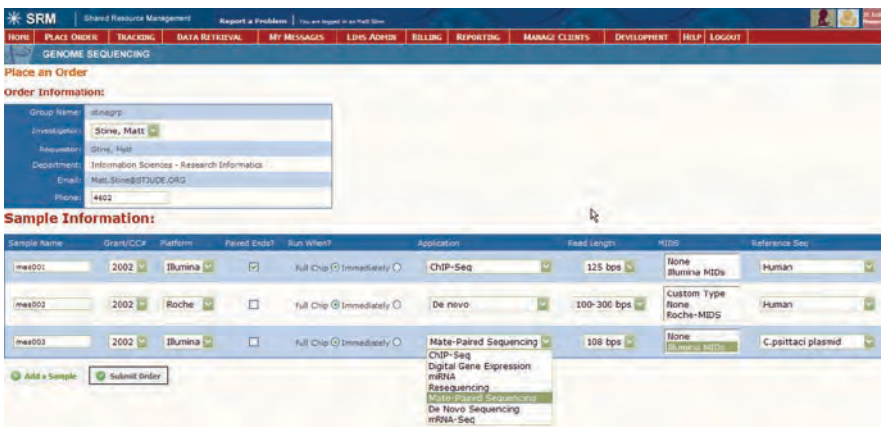 SRM Shared Resource Management Report a Problem You are logged in as Matt Stine
HOME PLACE ORDER TRACKING DATA RETRIEVAL MY MESSAGES LIMS ADMIN BILLING REPORTING MANAGE CLIENTS DEVELOPMENT HELP LOGOUT
GENOME SEQUENCING
Place an Order
Order Information:
Group Name: stinegrp
Investigator: Stine, Matt
Requestor: Stine, Matt
Department: Information Sciences - Research Informatics
Email: Matt.Stine@STJUDE.ORG
Phone: 4602
Sample Information:
Sample Name Grant/CC# Platform Paired Ends? Run When? Application Read Length MIDS Reference Seq
mas001 2002 Illumina Full Chip Immediately ChIP-Seq 125 bps None Human
Illumina MIDs
Custom Type
mas002 2002 Roche Full Chip Immediately De novo 100-300 bps None Human
Roche-MIDS
mas003 2002 Illumina Full Chip Immediately Mate-Paired Sequencing 108 bps None C.psittaci plasmid
Illumina MIDs
ChIP-Seq
Add a Sample Submit Order Digital Gene Expression
miRNA
Resequencing
Mate-Paired Sequencing
De Novo Sequencing
mRNA-Seq